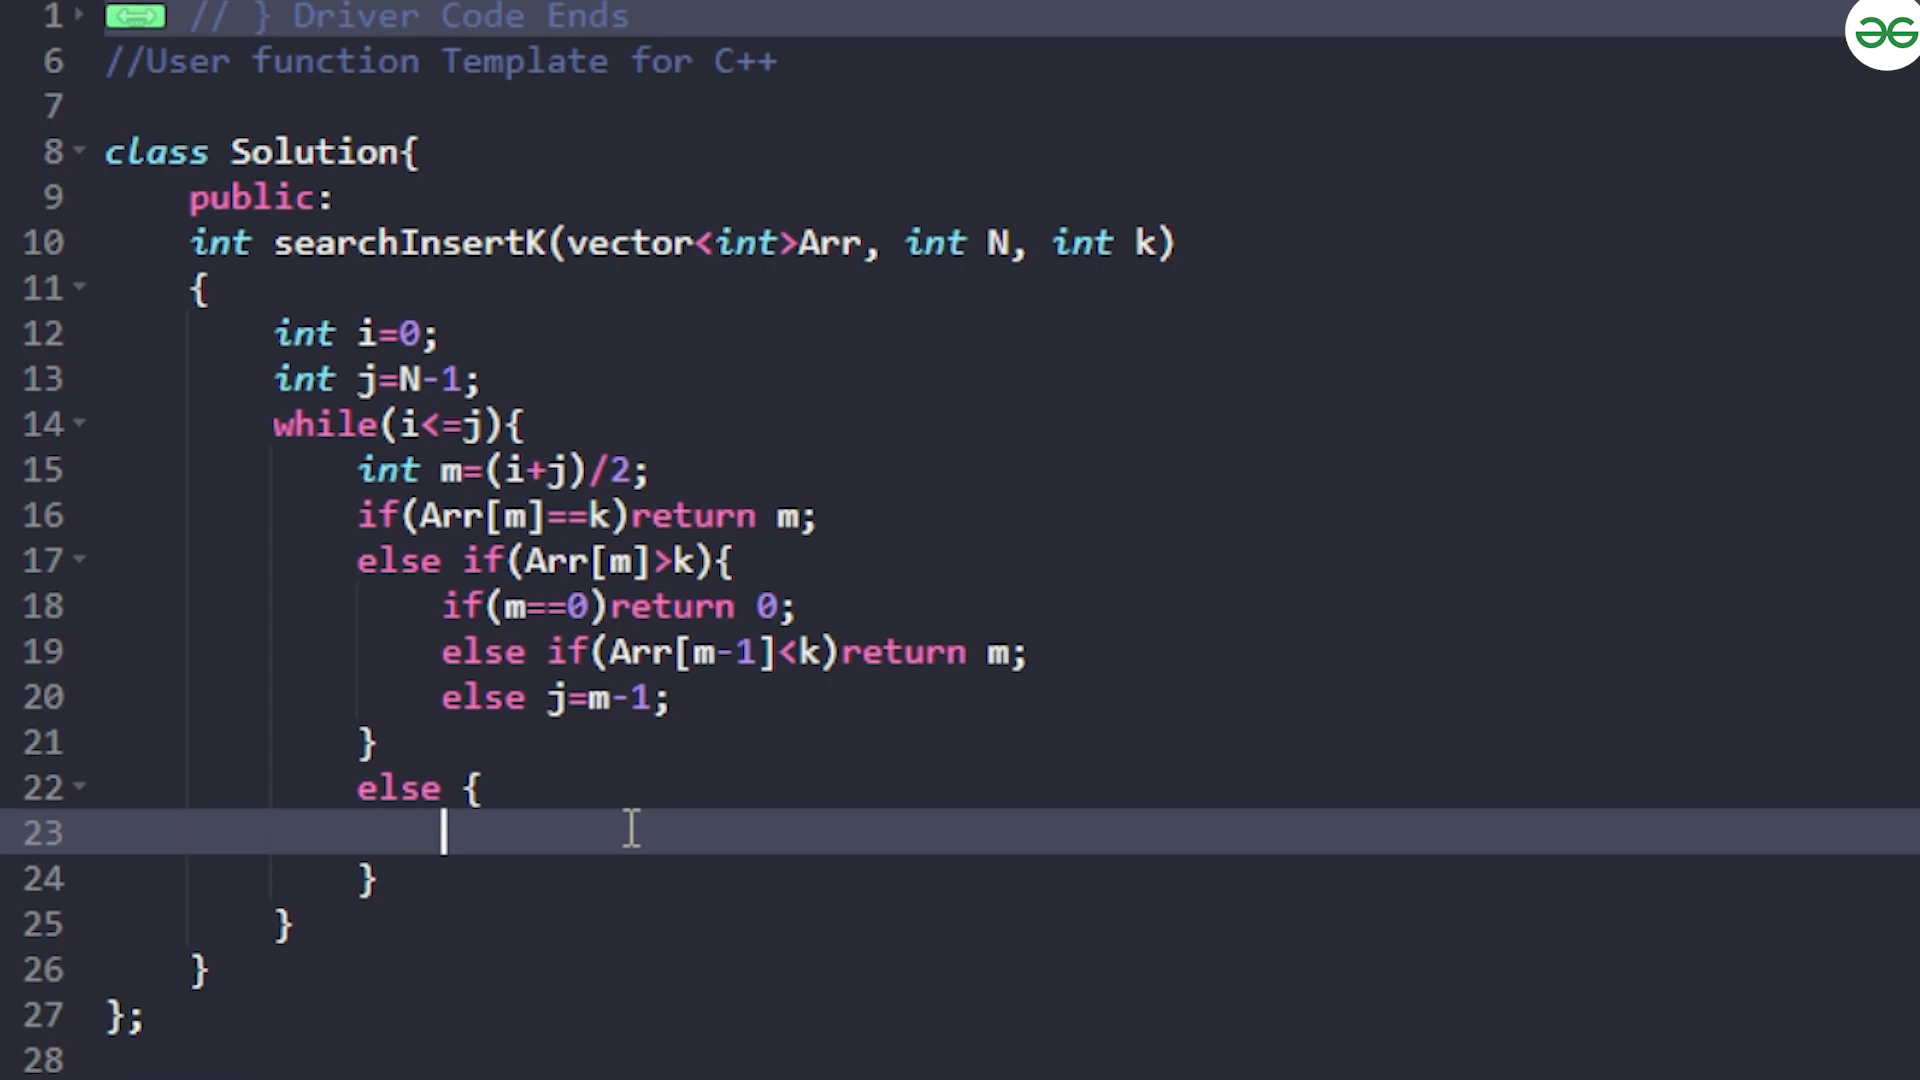 1 // } Driver Code Ends
6 //User function Template for C++
7
8 class Solution{
9     public:
10     int searchInsertK(vector<int>Arr, int N, int k)
11     {
12         int i=0;
13         int j=N-1;
14         while(i<=j){
15             int m=(i+j)/2;
16             if(Arr[m]==k)return m;
17             else if(Arr[m]>k){
18                 if(m==0)return 0;
19                 else if(Arr[m-1]<k)return m;
20                 else j=m-1;
21             }
22             else {
23
24             }
25         }
26     }
27 };
28